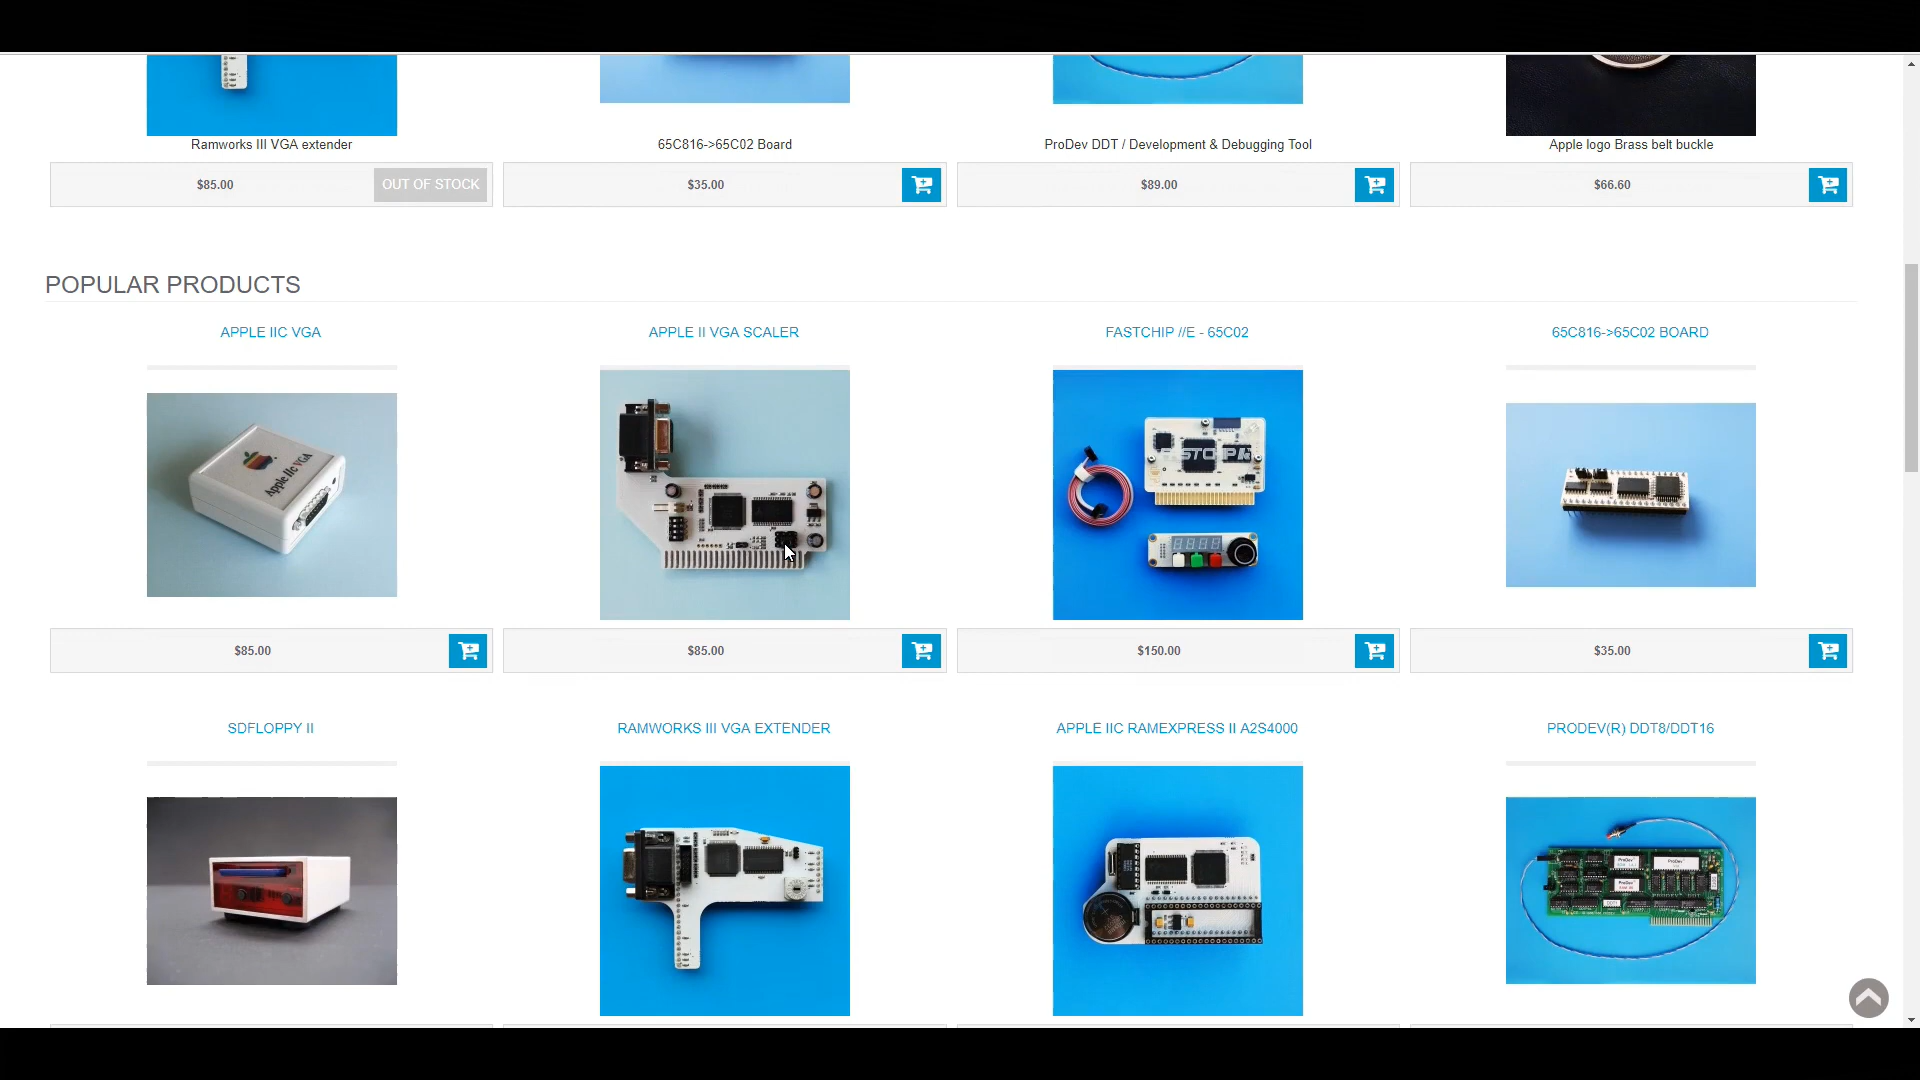 Ramworks III VGA extender
65C816->65C02 Board
ProDev DDT / Development & Debugging Tool
Apple logo Brass belt buckle
$85.00
OUT OF STOCK
$35.00
$89.00
$66.60
POPULAR PRODUCTS
APPLE IIC VGA
APPLE II VGA SCALER
FASTCHIP //E - 65C02
65C816->65C02 BOARD
Apple IIc VGA
$85.00
$85.00
$150.00
$35.00
SDFLOPPY II
RAMWORKS III VGA EXTENDER
APPLE IIC RAMEXPRESS II A2S4000
PRODEV(R) DDT8/DDT16